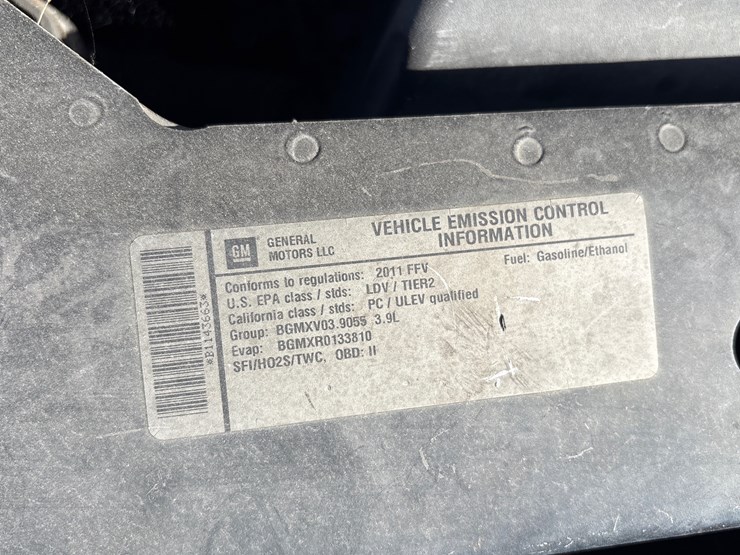 GM
GENERAL
MOTORS LLC
VEHICLE EMISSION CONTROL
INFORMATION
Fuel: Gasoline/Ethanol
Conforms to regulations: 2011 FFV
U.S. EPA class / stds: LDV / TIER2
California class / stds: PC / ULEV qualified
Group: BGMXV03.9055 3.9L
Evap: BGMXR0133810
SFI/HO2S/TWC, OBD: II
*B1143663*